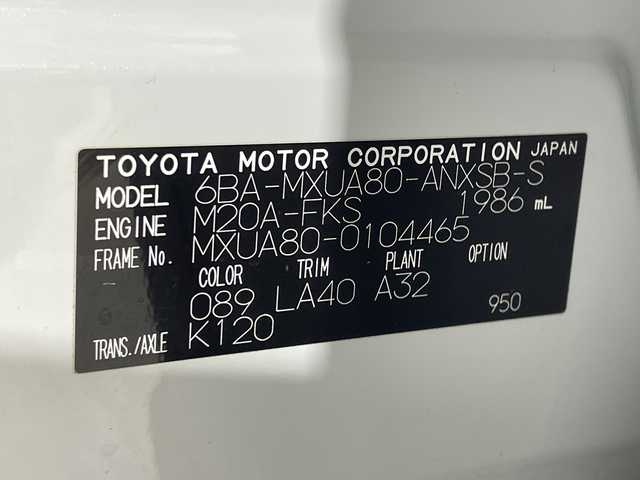 TOYOTA MOTOR CORPORATION JAPAN
MODEL 6BA-MXUA80-ANXSB-S
ENGINE M20A-FKS 1986 mL
FRAME No. MXUA80-0104465
COLOR TRIM PLANT OPTION
089 LA40 A32
TRANS./AXLE K120 950